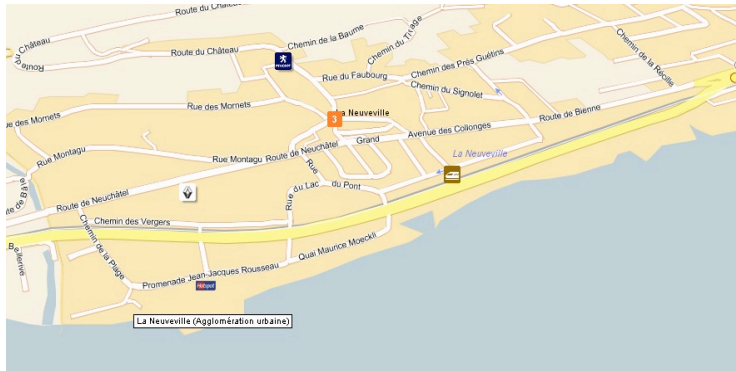 Route du Château
Château
Route
Route du Château
Chemin de la Baume
Chemin du Tirage
Rue du Faubourg
Chemin des Prés Guëtins
Chemin du Signolet
Chemin de la Récille
PEUGEOT
La Neuveville
3
Rue des Mornets
Rue des Mornets
Route de Bienne
Grand
Avenue des Collonges
Rue Montagu
Rue Montagu
Route de Neuchâtel
La Neuveville
Rue
du Lac
du Pont
Rue
Route de Neuchâtel
Chemin des Vergers
Chemin de la Plage
Quai Maurice Moeckli
Promenade Jean-Jacques Rousseau
Hotspot
La Neuveville (Agglomération urbaine)